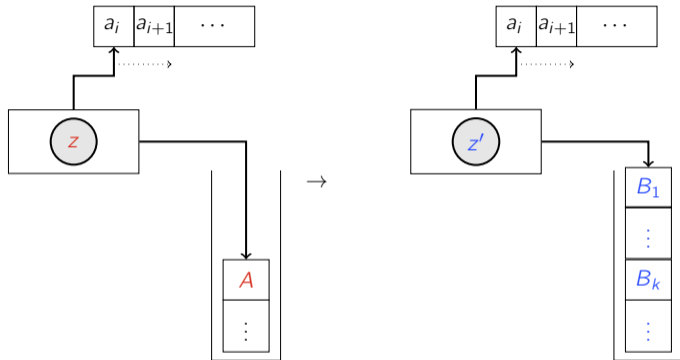 a_i a_{i+1} ⋯
a_i a_{i+1} ⋯
z
z′
→
B_1
⋮
A
B_k
⋮
⋮